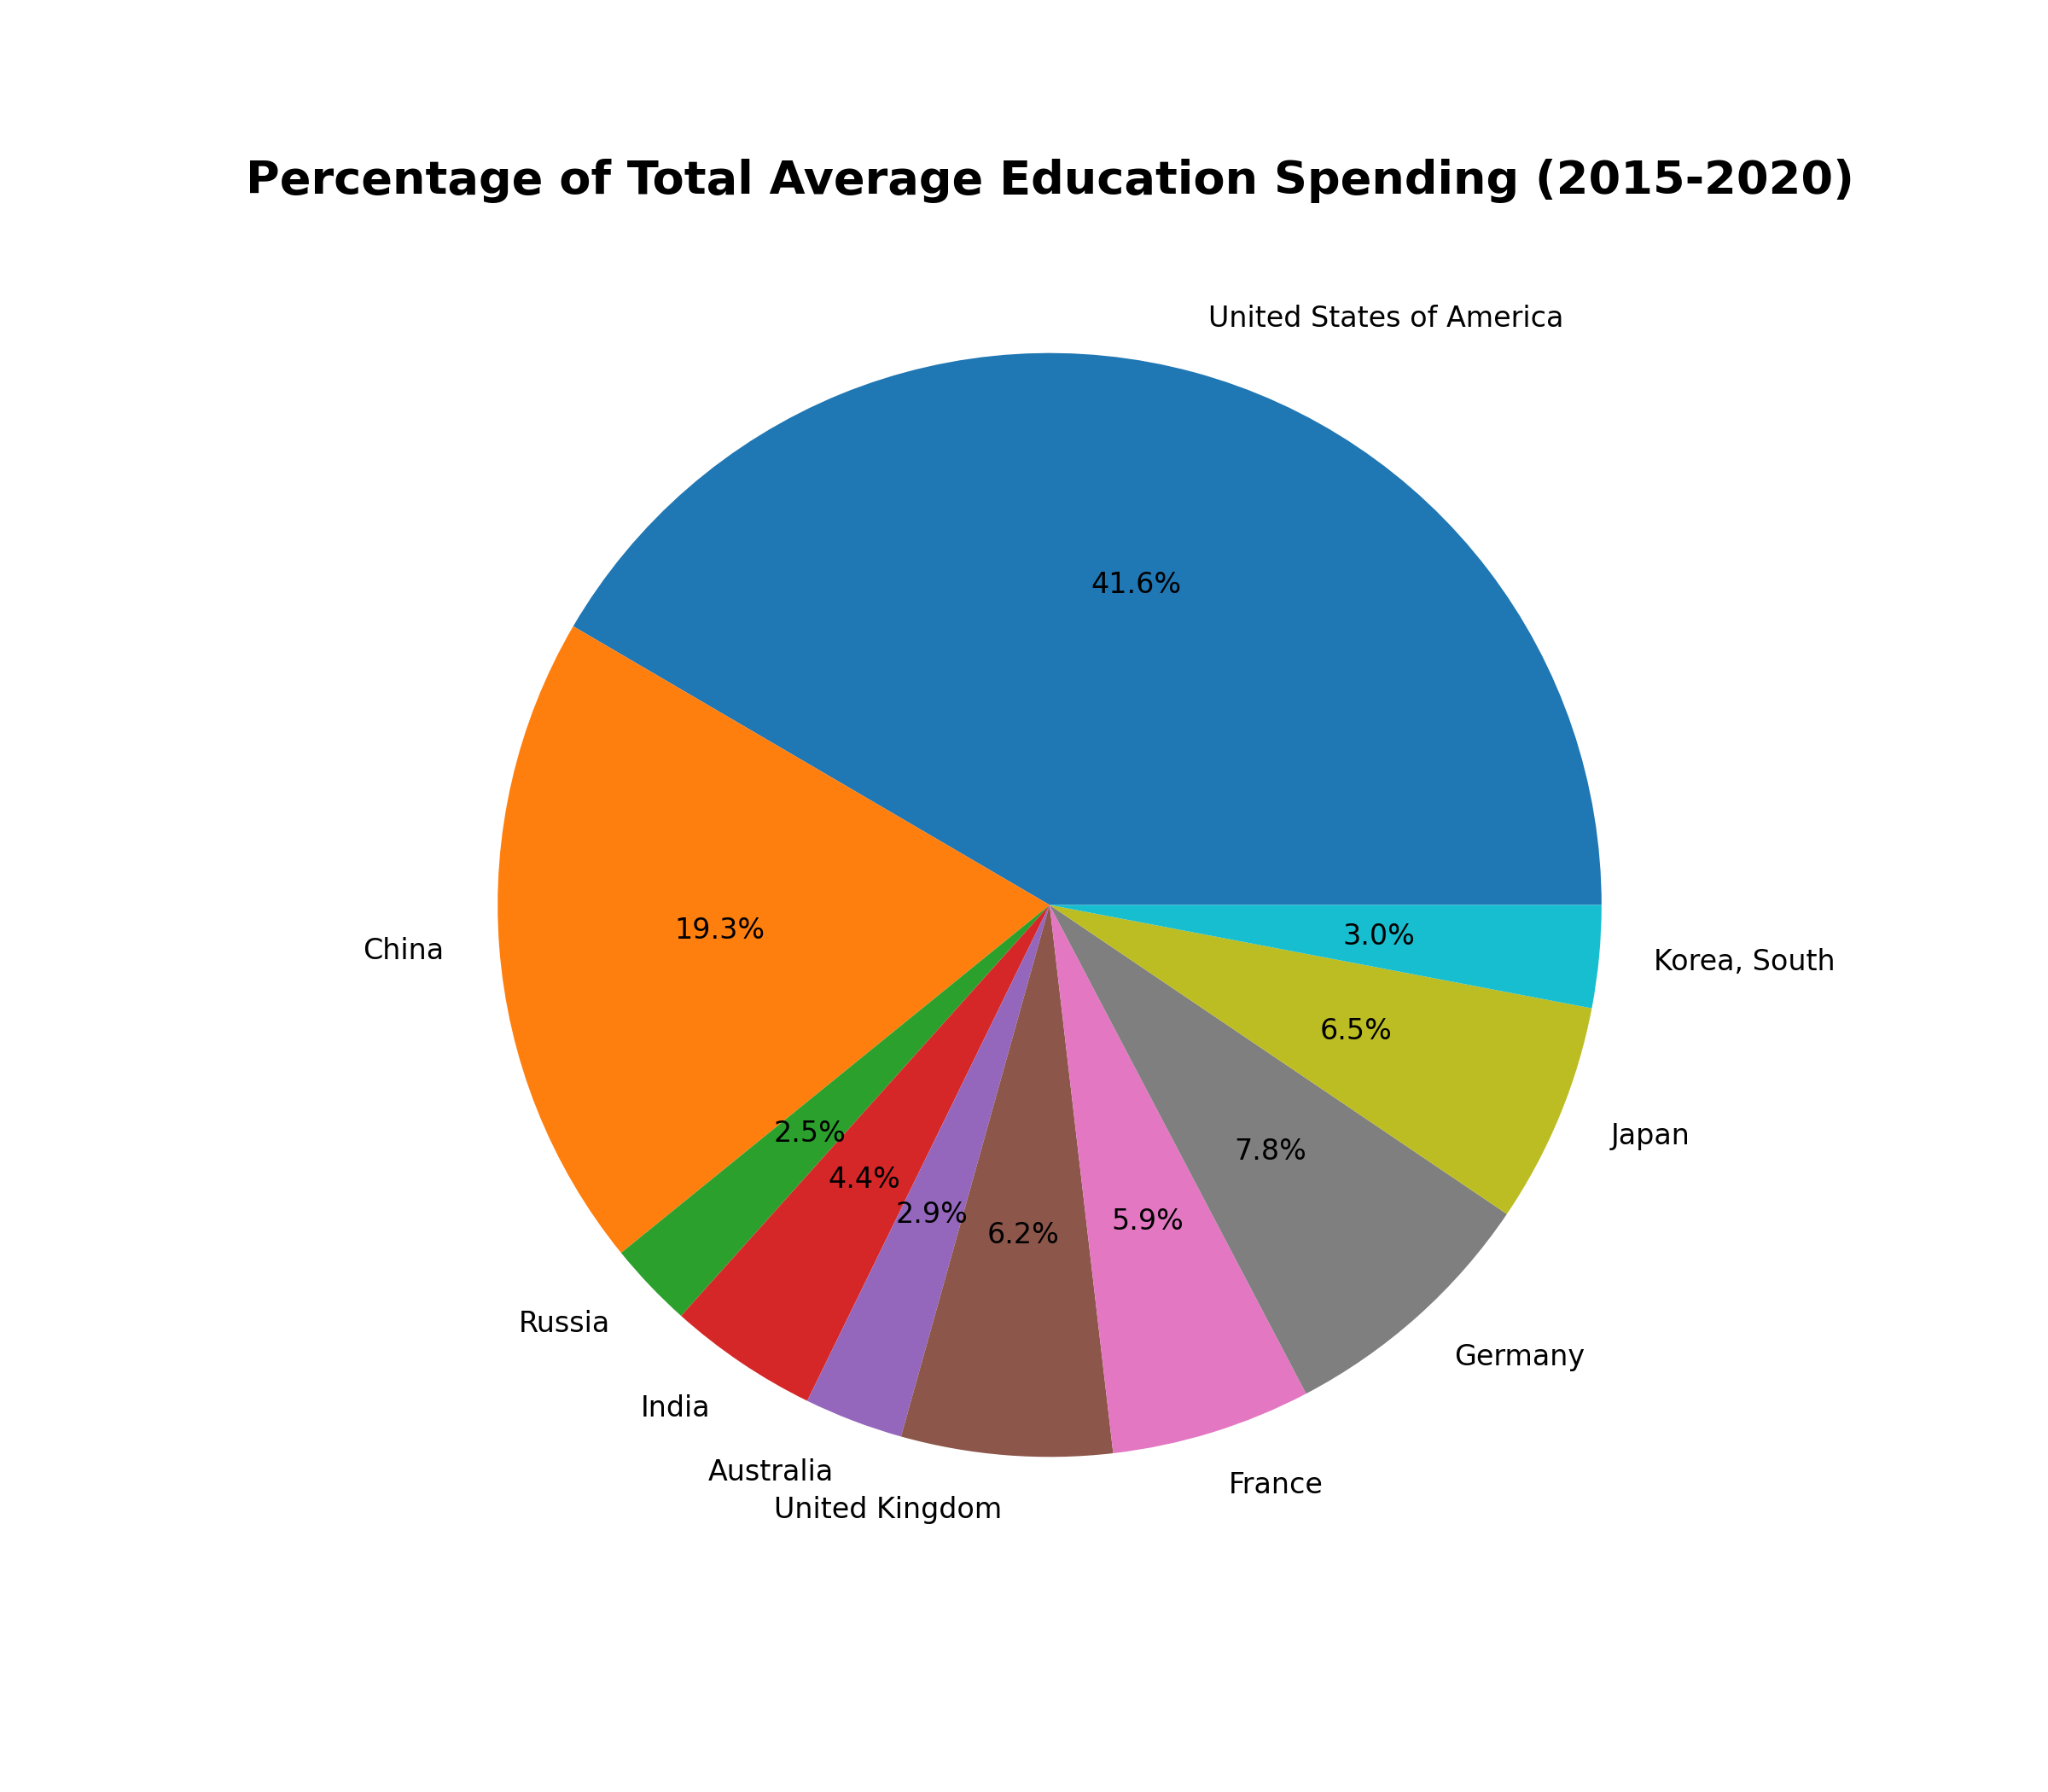 Percentage of Total Average Education Spending (2015-2020)
United States of America
41.6%
China
19.3%
Russia
2.5%
India
4.4%
Australia
2.9%
United Kingdom
6.2%
France
5.9%
Germany
7.8%
Japan
6.5%
Korea, South
3.0%